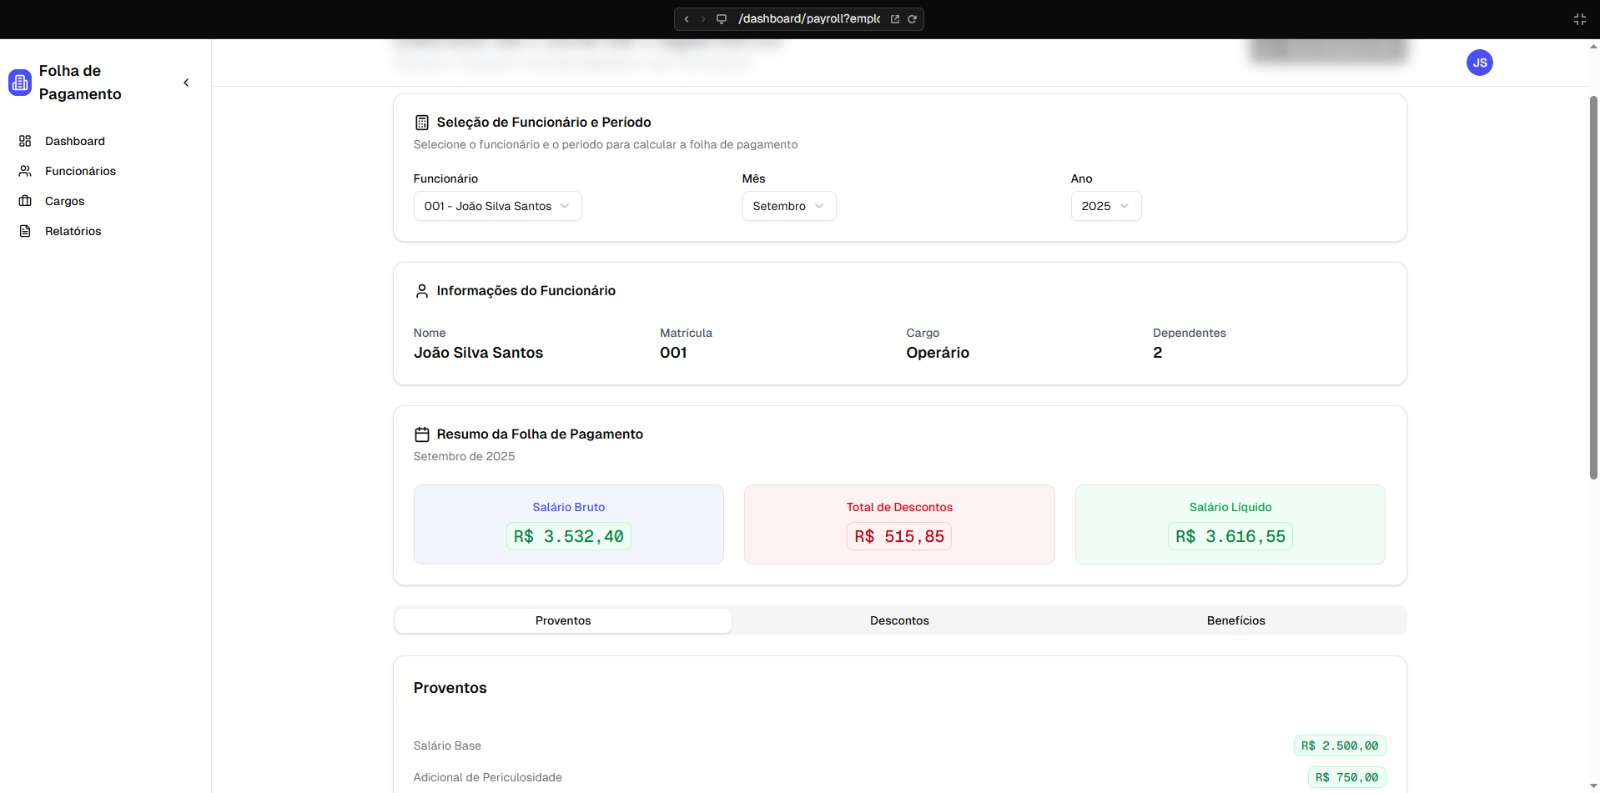 /dashboard/payroll?emplo
Folha de
Pagamento
JS
Dashboard
Funcionários
Cargos
Relatórios
Seleção de Funcionário e Período
Selecione o funcionário e o período para calcular a folha de pagamento
Funcionário Mês Ano
001 - João Silva Santos Setembro 2025
Informações do Funcionário
Nome Matrícula Cargo Dependentes
João Silva Santos 001 Operário 2
Resumo da Folha de Pagamento
Setembro de 2025
Salário Bruto Total de Descontos Salário Líquido
R$ 3.532,40 R$ 515,85 R$ 3.616,55
Proventos Descontos Benefícios
Proventos
Salário Base R$ 2.500,00
Adicional de Periculosidade R$ 750,00